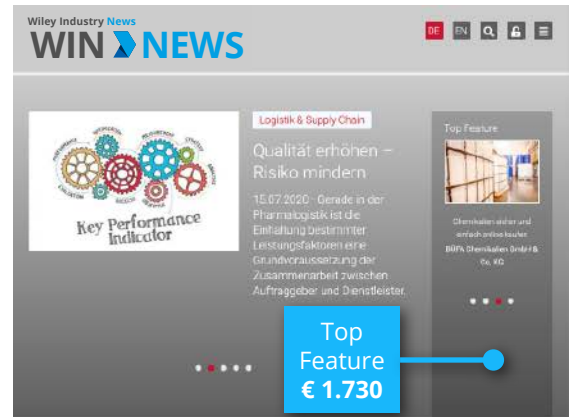 Wiley Industry News
WIN NEWS
DE
EN
Logistik & Supply Chain
Qualität erhöhen –
Risiko mindern
15.07.2020 - Gerade in der
Pharmalogistik ist die
Einhaltung bestimmter
Leistungsfaktoren eine
Grundvoraussetzung der
Zusammenarbeit zwischen
Auftraggeber und Dienstleister.
Key Performance
Indicator
Top Feature
Chemikalien sicher und
einfach online kaufen
BÜFA Chemikalien GmbH &
Co. KG
Top
Feature
€ 1.730